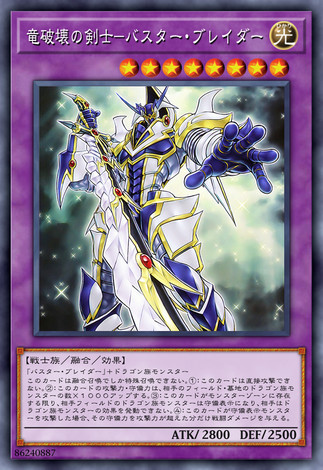 竜破壊の剣士－バスター・ブレイダー
光
[戦士族／融合／効果]
「バスター・ブレイダー」＋ドラゴン族モンスター
このカードは融合召喚でしか特殊召喚できない。①：このカードは直接攻撃できない。②：このカードの攻撃力・守備力は、相手のフィールド・墓地のドラゴン族モンスターの数×１０００アップする。③：このカードがモンスターゾーンに存在する限り、相手フィールドのドラゴン族モンスターは守備表示になり、相手はドラゴン族モンスターの効果を発動できない。④：このカードが守備表示モンスターを攻撃した場合、その守備力を攻撃力が超えた分だけ戦闘ダメージを与える。
ATK/ 2800 DEF/2500
86240887